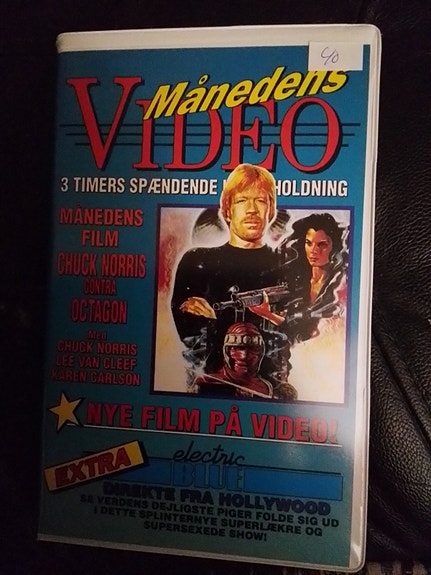 40
Månedens
VIDEO
3 TIMERS SPÆNDENDE HOLDNING
MÅNEDENS
FILM
CHUCK NORRIS
CONTRA
OCTAGON
Med
CHUCK NORRIS
LEE VAN CLEEF
KAREN CARLSON
NYE FILM PÅ VIDEO!
EXTRA
electric
BLUE
DIREKTE FRA HOLLYWOOD
SE VERDENS DEJLIGSTE PIGER FOLDE SIG UD
I DETTE SPLINTERNYE SUPERLÆKRE OG
SUPERSEXEDE SHOW!